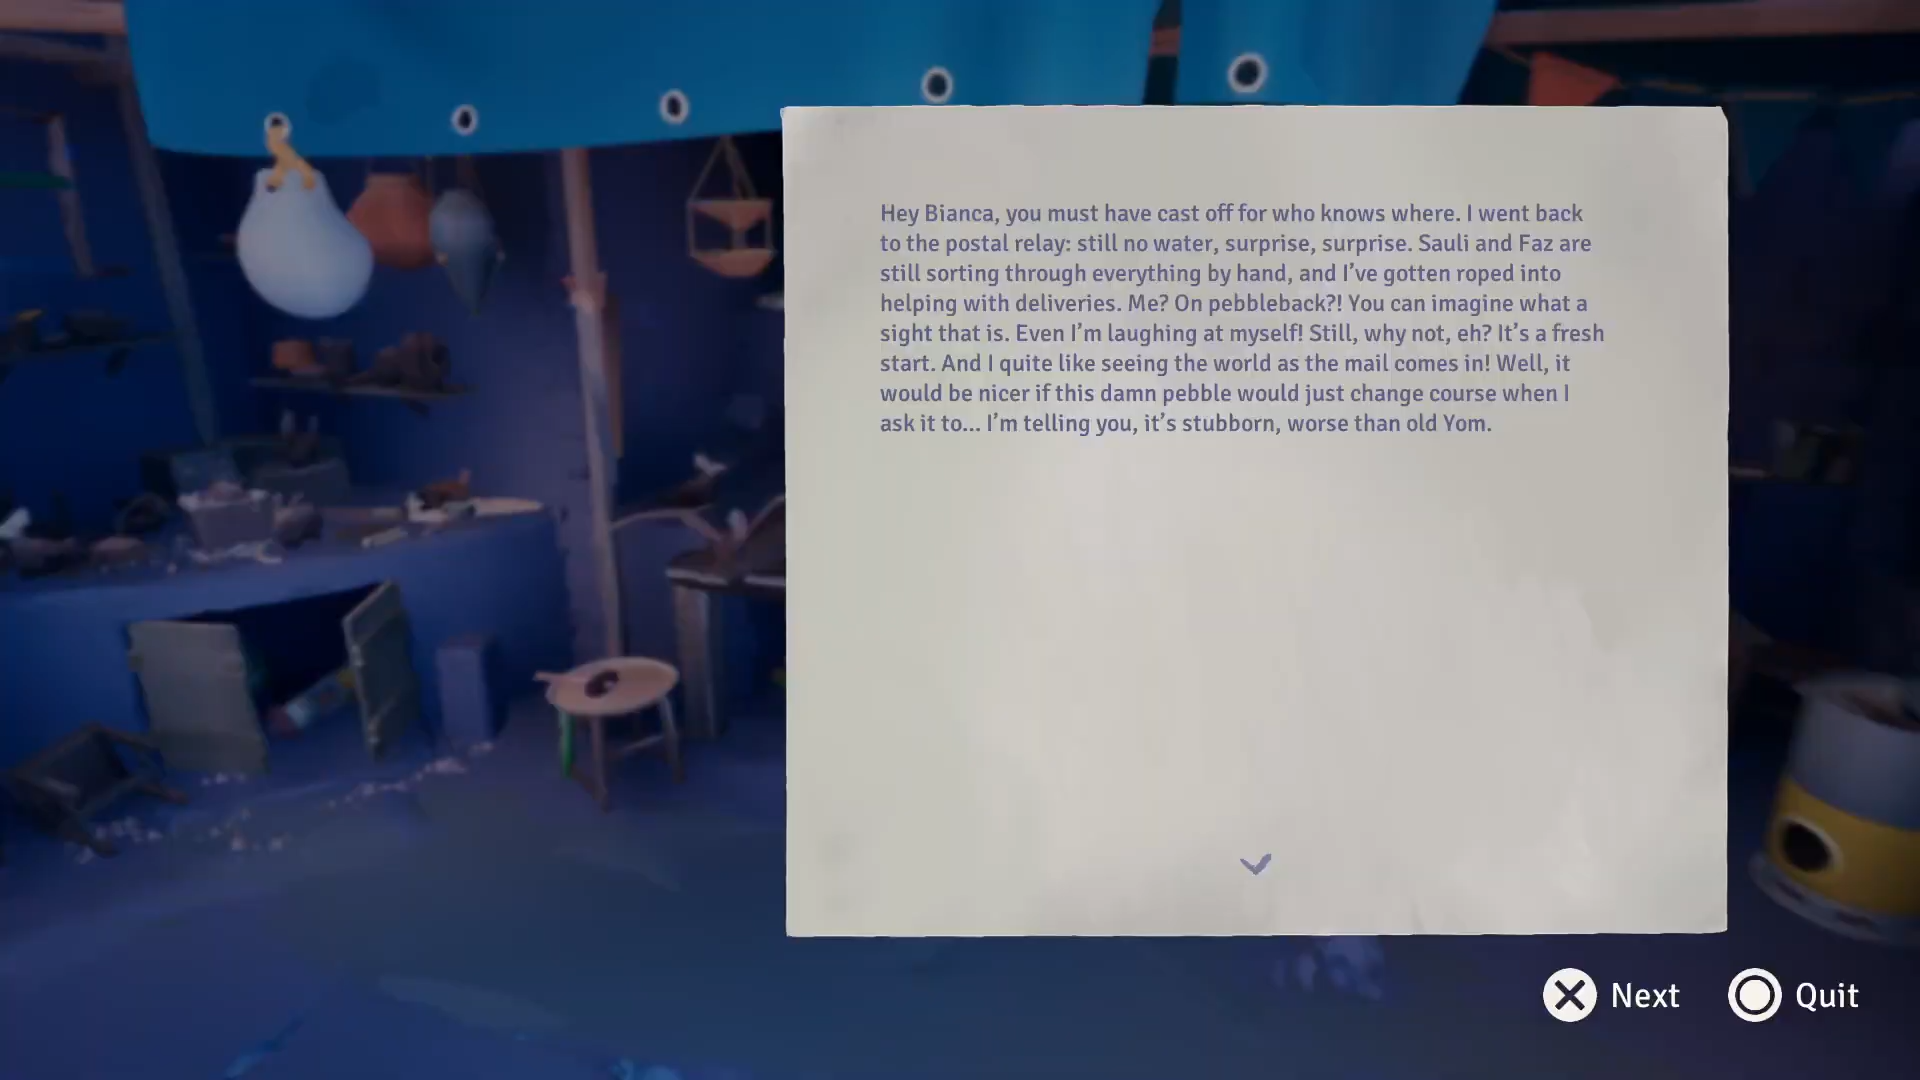 Hey Bianca, you must have cast off for who knows where. I went back
to the postal relay: still no water, surprise, surprise. Sauli and Faz are
still sorting through everything by hand, and I’ve gotten roped into
helping with deliveries. Me? On pebbleback?! You can imagine what a
sight that is. Even I’m laughing at myself! Still, why not, eh? It’s a fresh
start. And I quite like seeing the world as the mail comes in! Well, it
would be nicer if this damn pebble would just change course when I
ask it to... I’m telling you, it’s stubborn, worse than old Yom.
Next
Quit